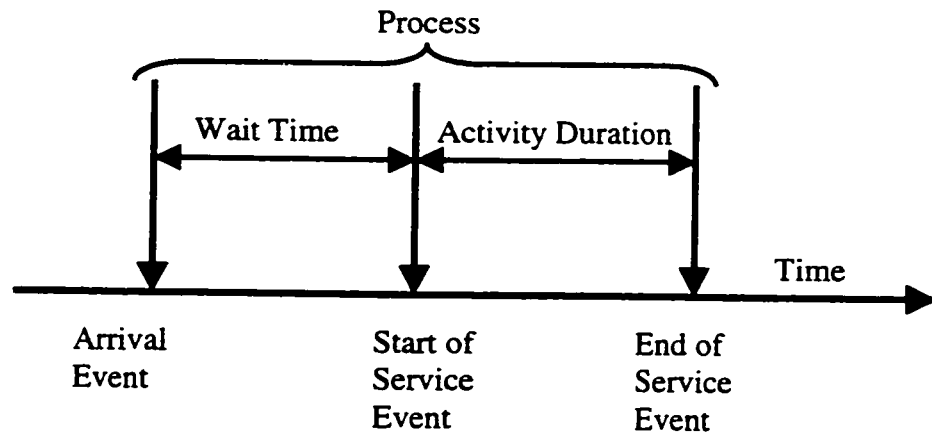 Process
Wait Time
Activity Duration
Time
Arrival
Event
Start of
Service
Event
End of
Service
Event